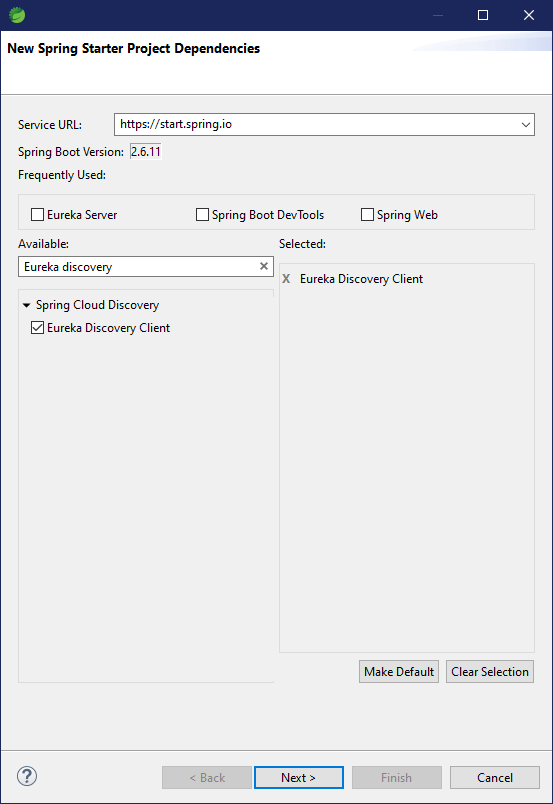 New Spring Starter Project Dependencies
Service URL: https://start.spring.io
Spring Boot Version: 2.6.11
Frequently Used:
Eureka Server Spring Boot DevTools Spring Web
Available: Selected:
Eureka discovery
X Eureka Discovery Client
Spring Cloud Discovery
Eureka Discovery Client
Make Default Clear Selection
? < Back Next > Finish Cancel